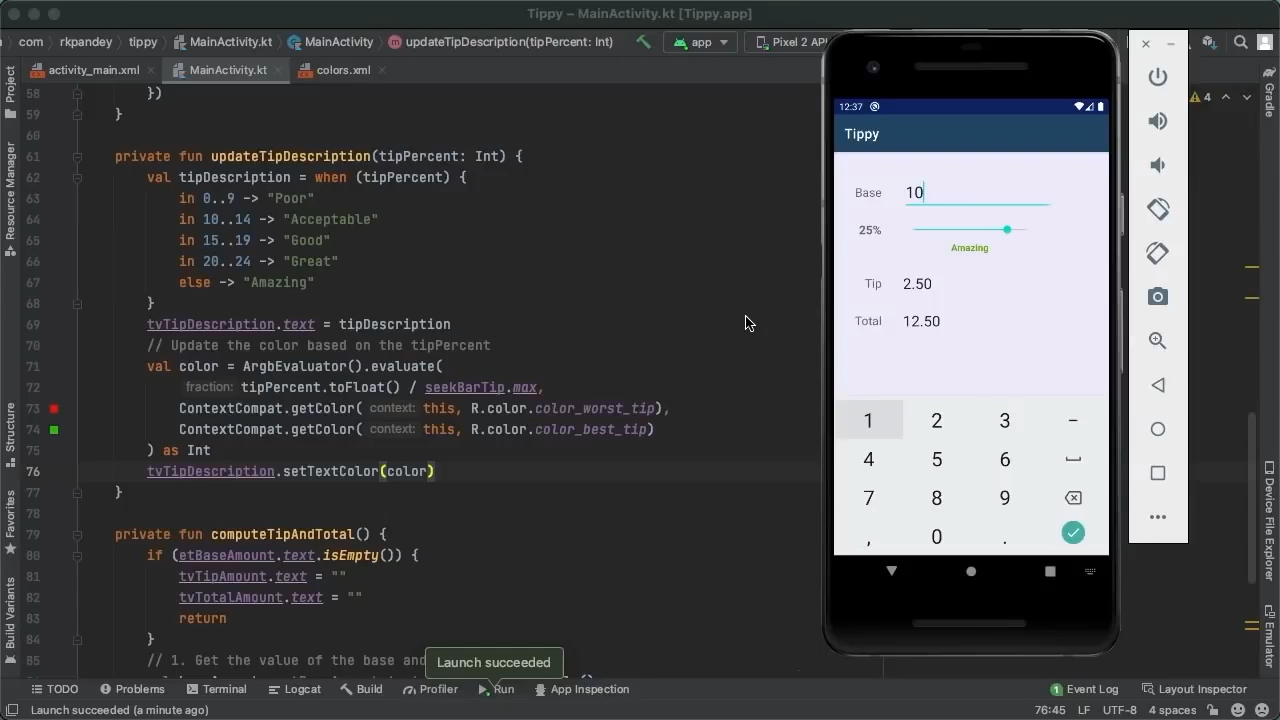 Tippy – MainActivity.kt [Tippy.app]
com rkpandey tippy MainActivity.kt MainActivity updateTipDescription(tipPercent: Int) app Pixel 2 API
activity_main.xml MainActivity.kt colors.xml
Project
Resource Manager
Structure
Favorites
Build Variants
58 })
59 }
60
61 private fun updateTipDescription(tipPercent: Int) {
62 val tipDescription = when (tipPercent) {
63 in 0..9 -> "Poor"
64 in 10..14 -> "Acceptable"
65 in 15..19 -> "Good"
66 in 20..24 -> "Great"
67 else -> "Amazing"
68 }
69 tvTipDescription.text = tipDescription
70 // Update the color based on the tipPercent
71 val color = ArgbEvaluator().evaluate(
72 fraction: tipPercent.toFloat() / seekBarTip.max,
73 ContextCompat.getColor( context: this, R.color.color_worst_tip),
74 ContextCompat.getColor( context: this, R.color.color_best_tip)
75 ) as Int
76 tvTipDescription.setTextColor(color)
77 }
78
79 private fun computeTipAndTotal() {
80 if (etBaseAmount.text.isEmpty()) {
81 tvTipAmount.text = ""
82 tvTotalAmount.text = ""
83 return
84 }
85 // 1. Get the value of the base an
Launch succeeded
12:37
Tippy
Base 10
25%
Amazing
Tip 2.50
Total 12.50
1 2 3 –
4 5 6
7 8 9
, 0 .
4
Gradle
Device File Explorer
Emulator
TODO Problems Terminal Logcat Build Profiler Run App Inspection 1 Event Log Layout Inspector
Launch succeeded (a minute ago) 76:45 LF UTF-8 4 spaces